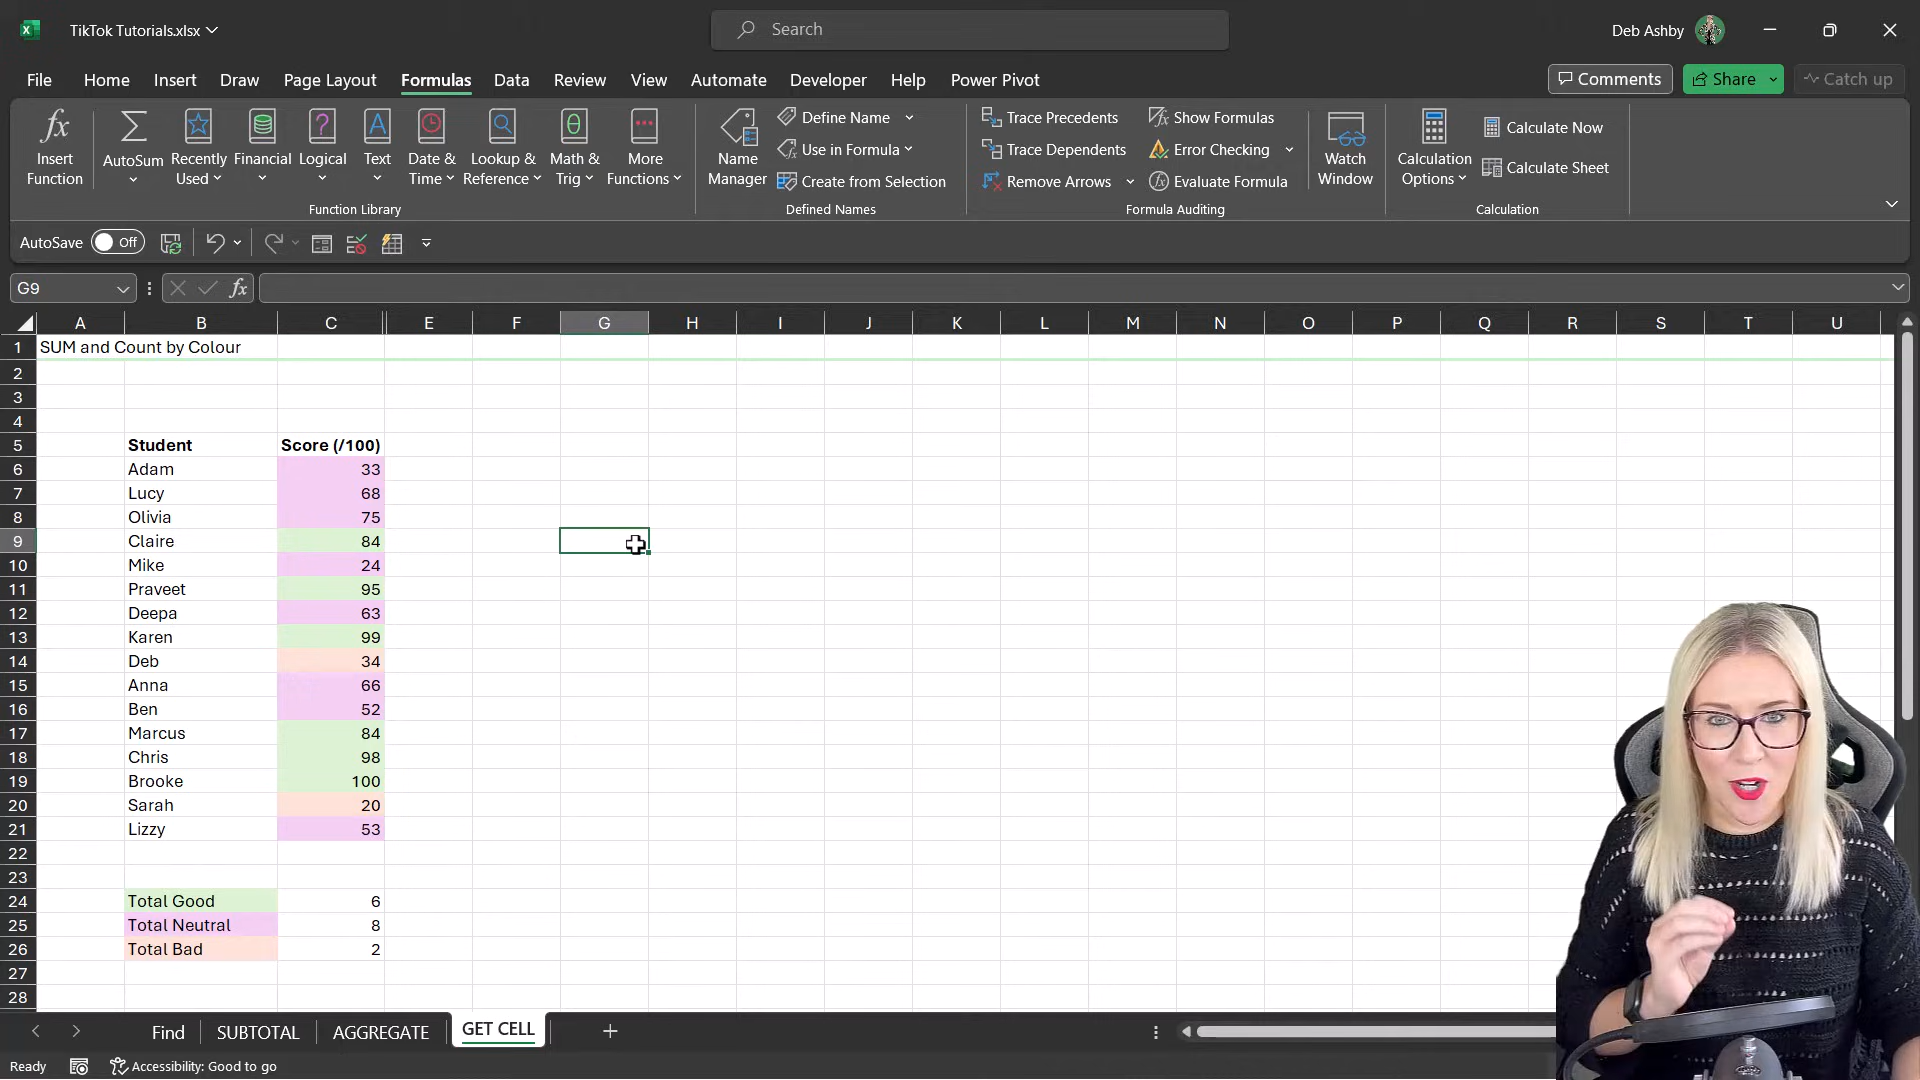 TikTok Tutorials.xlsx
Search
Deb Ashby
File Home Insert Draw Page Layout Formulas Data Review View Automate Developer Help Power Pivot
Comments Share Catch up
Insert Function
AutoSum
Recently Used
Financial
Logical
Text
Date & Time
Lookup & Reference
Math & Trig
More Functions
Function Library
Name Manager
Define Name
Use in Formula
Create from Selection
Defined Names
Trace Precedents
Trace Dependents
Remove Arrows
Show Formulas
Error Checking
Evaluate Formula
Formula Auditing
Watch Window
Calculation Options
Calculate Now
Calculate Sheet
Calculation
AutoSave Off
G9 fx
A B C E F G H I J K L M N O P Q R S T U
1 SUM and Count by Colour
2
3
4
5 Student Score (/100)
6 Adam 33
7 Lucy 68
8 Olivia 75
9 Claire 84
10 Mike 24
11 Praveet 95
12 Deepa 63
13 Karen 99
14 Deb 34
15 Anna 66
16 Ben 52
17 Marcus 84
18 Chris 98
19 Brooke 100
20 Sarah 20
21 Lizzy 53
22
23
24 Total Good 6
25 Total Neutral 8
26 Total Bad 2
27
28
Find SUBTOTAL AGGREGATE GET CELL
Ready Accessibility: Good to go